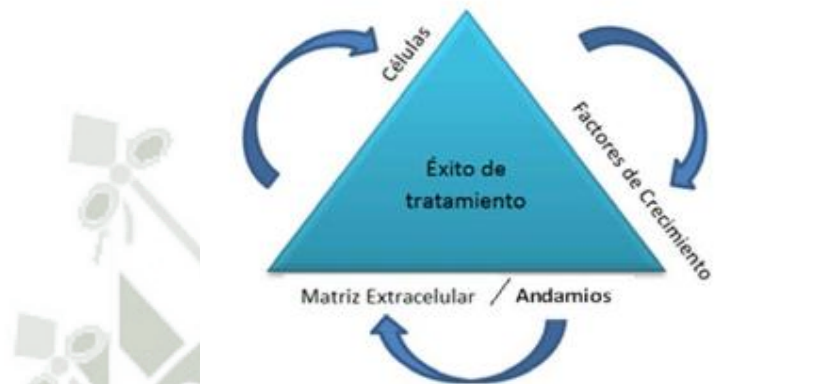 Células
Factores de Crecimiento
Éxito de
tratamiento
Matriz Extracelular / Andamios